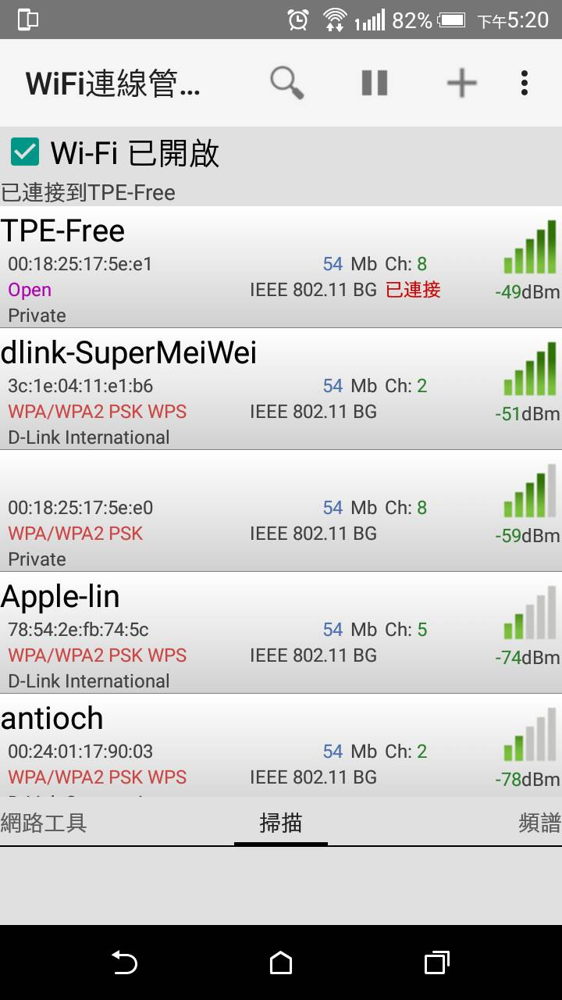 1 82% 下午5:20
WiFi連線管...
Wi-Fi 已開啟
已連接到TPE-Free
TPE-Free
00:18:25:17:5e:e1 54 Mb Ch: 8
Open IEEE 802.11 BG 已連接 -49dBm
Private
dlink-SuperMeiWei
3c:1e:04:11:e1:b6 54 Mb Ch: 2
WPA/WPA2 PSK WPS IEEE 802.11 BG -51dBm
D-Link International
00:18:25:17:5e:e0 54 Mb Ch: 8
WPA/WPA2 PSK IEEE 802.11 BG -59dBm
Private
Apple-lin
78:54:2e:fb:74:5c 54 Mb Ch: 5
WPA/WPA2 PSK WPS IEEE 802.11 BG -74dBm
D-Link International
antioch
00:24:01:17:90:03 54 Mb Ch: 2
WPA/WPA2 PSK WPS IEEE 802.11 BG -78dBm
網路工具 掃描 頻譜